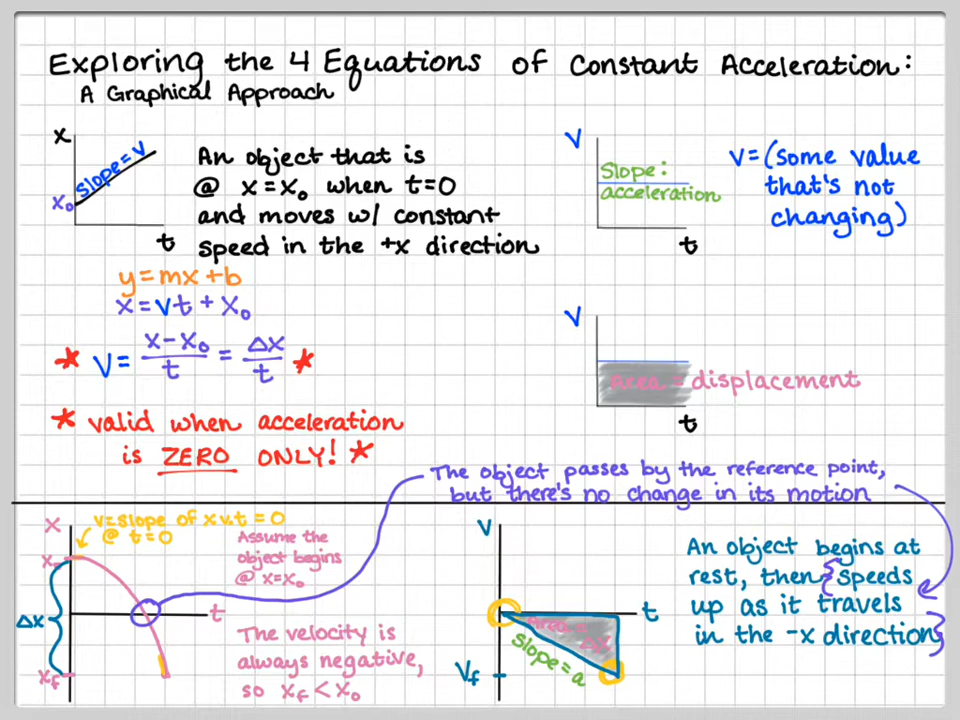 Exploring the 4 Equations of Constant Acceleration:
A Graphical Approach
x
Slope = v
x₀
t
An object that is
@ x=x₀ when t=0
and moves w/ constant
speed in the +x direction
y=mx+b
x=vt+x₀
* v= x-x₀/t = Δx/t *
* valid when acceleration
is ZERO ONLY! *
v
Slope:
acceleration
t
v=(some value
that's not
changing)
v
Area = displacement
t
The object passes by the reference point,
but there's no change in its motion
x
v=slope of x v. t = 0
@ t=0
x₀
Δx
xf
t
Assume the
object begins
@ x=x₀
The velocity is
always negative,
so xf < x₀
v
t
Area =
Δx
Slope = a
Vf
An object begins at
rest, then {speeds
up as it travels
in the -x direction}